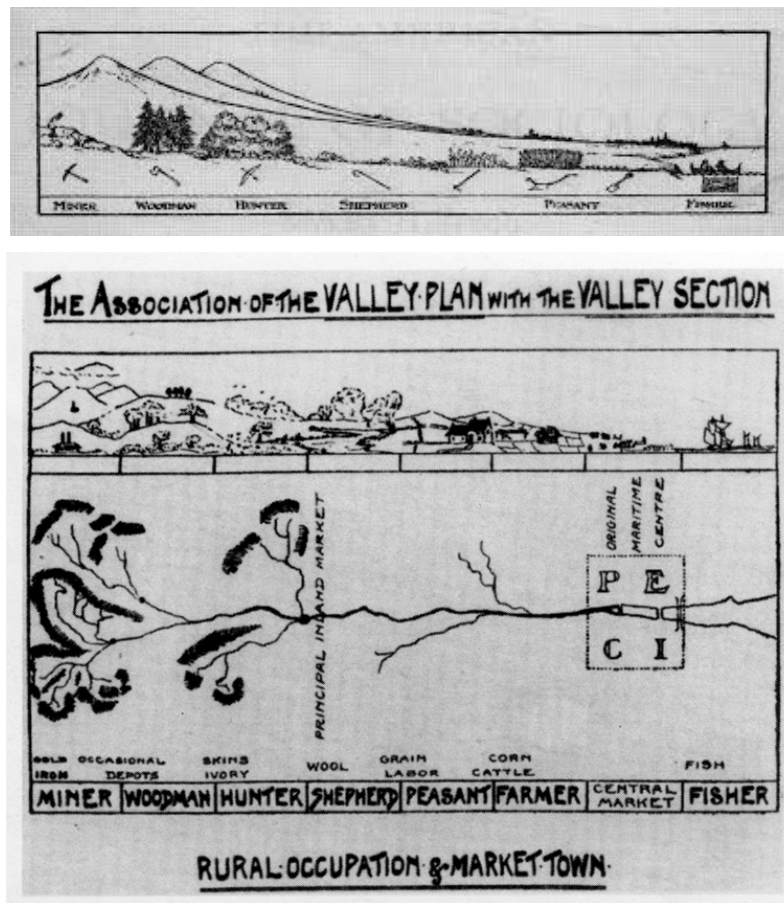 MINER WOODMAN HUNTER SHEPHERD PEASANT FISHER
THE ASSOCIATION OF THE VALLEY PLAN WITH THE VALLEY SECTION
PRINCIPAL INLAND MARKET
ORIGINAL
MARITIME
CENTRE
P E
C I
GOLD OCCASIONAL SKINS WOOL GRAIN CORN FISH
IRON DEPOTS IVORY LABOR CATTLE
MINER WOODMAN HUNTER SHEPHERD PEASANT FARMER CENTRAL MARKET FISHER
RURAL·OCCUPATION & MARKET·TOWN·